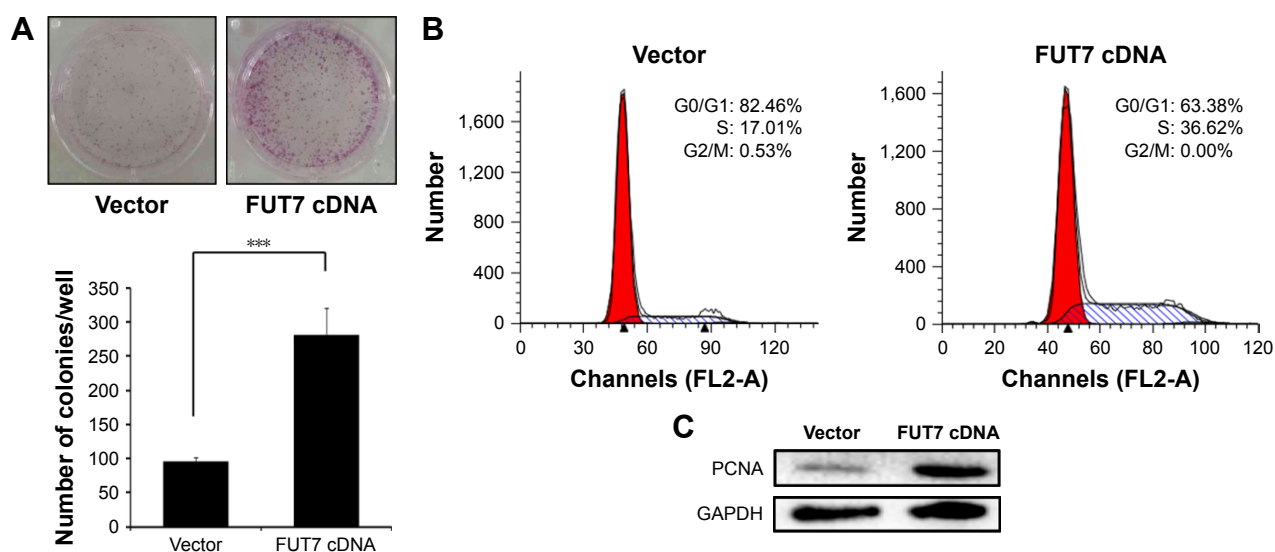 A
Vector
FUT7 cDNA
***
Number of colonies/well
350
300
250
200
150
100
50
0
Vector
FUT7 cDNA
B
Vector
G0/G1: 82.46%
S: 17.01%
G2/M: 0.53%
Number
1,600
1,200
800
400
0
0 30 60 90 120
Channels (FL2-A)
FUT7 cDNA
G0/G1: 63.38%
S: 36.62%
G2/M: 0.00%
Number
1,600
1,200
800
400
0
0 20 40 60 80 100 120
Channels (FL2-A)
C
Vector
FUT7 cDNA
PCNA
GAPDH